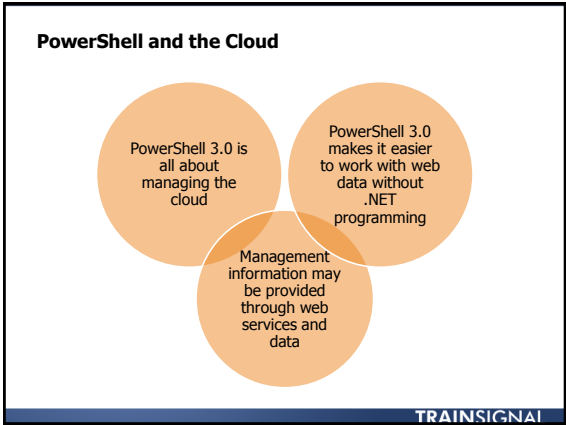 PowerShell and the Cloud
PowerShell 3.0 is
all about
managing the
cloud
PowerShell 3.0
makes it easier
to work with web
data without
.NET
programming
Management
information may
be provided
through web
services and
data
TRAINSIGNAL